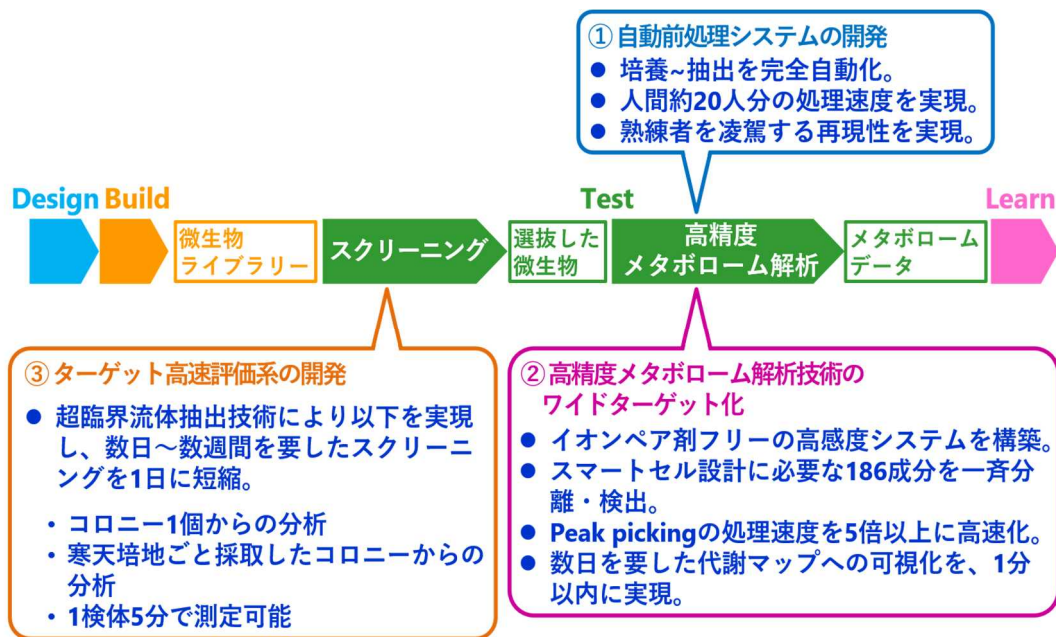 ① 自動前処理システムの開発
● 培養~抽出を完全自動化。
● 人間約20人分の処理速度を実現。
● 熟練者を凌駕する再現性を実現。
Design Build
Test
Learn
微生物
ライブラリー
スクリーニング
選抜した
微生物
高精度
メタボローム解析
メタボローム
データ
③ ターゲット高速評価系の開発
● 超臨界流体抽出技術により以下を実現
し、数日～数週間を要したスクリーニ
ングを1日に短縮。
・ コロニー1個からの分析
・ 寒天培地ごと採取したコロニーからの
分析
・ 1検体5分で測定可能
② 高精度メタボローム解析技術の
ワイドターゲット化
● イオンペア剤フリーの高感度システムを構築。
● スマートセル設計に必要な186成分を一斉分
離・検出。
● Peak pickingの処理速度を5倍以上に高速化。
● 数日を要した代謝マップへの可視化を、1分
以内に実現。